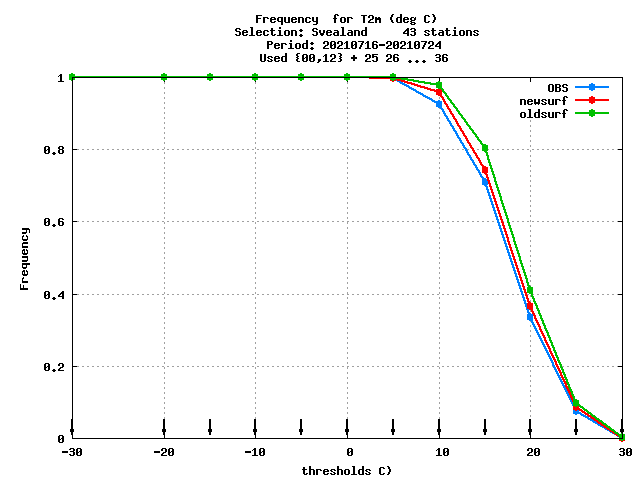 Frequency  for T2m (deg C)
Selection: Svealand     43 stations
Period: 20210716-20210724
Used {00,12} + 25 26 ... 36
OBS
newsurf
oldsurf
1
0.8
0.6
0.4
0.2
0
Frequency
-30 -20 -10 0 10 20 30
thresholds C)